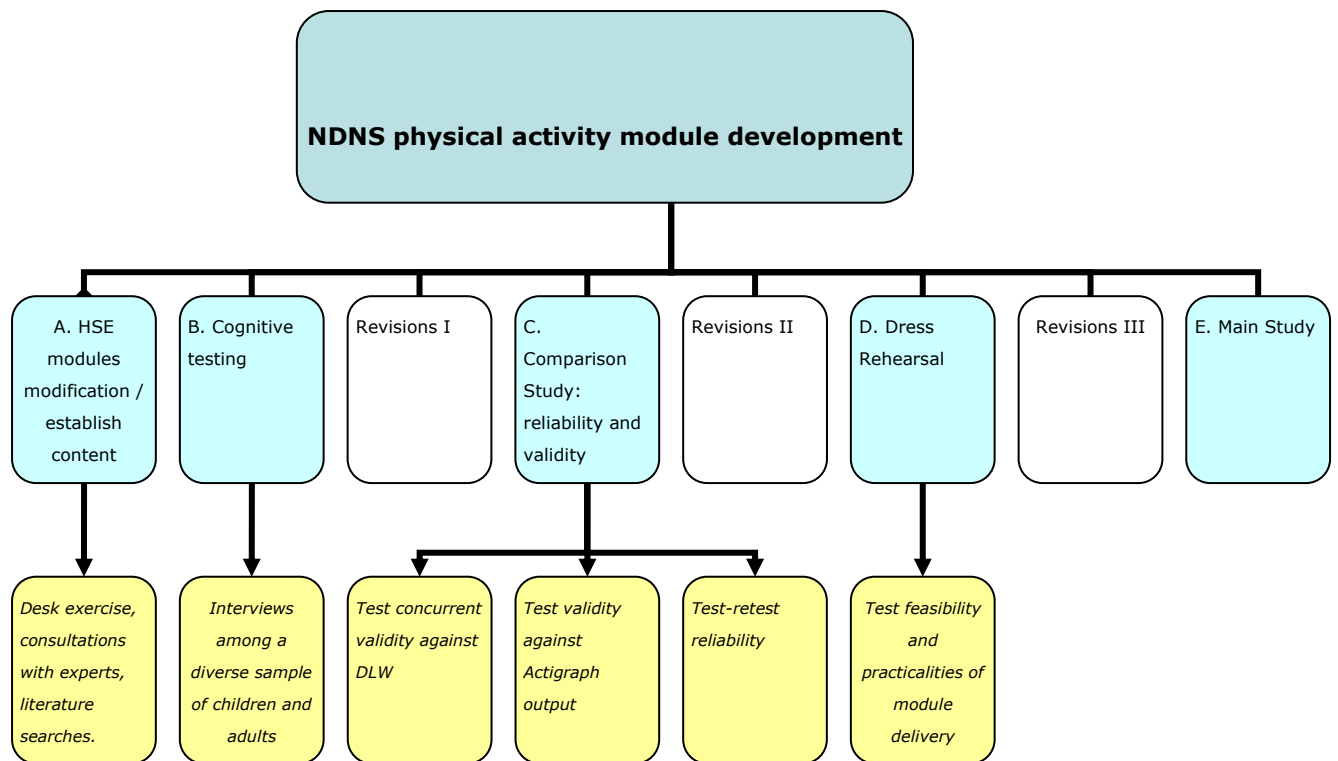 NDNS physical activity module development
A. HSE
modules
modification /
establish
content
B. Cognitive
testing
Revisions I
C.
Comparison
Study:
reliability and
validity
Revisions II
D. Dress
Rehearsal
Revisions III
E. Main Study
Desk exercise,
consultations
with experts,
literature
searches.
Interviews
among a
diverse sample
of children and
adults
Test concurrent
validity against
DLW
Test validity
against
Actigraph
output
Test-retest
reliability
Test feasibility
and
practicalities of
module
delivery